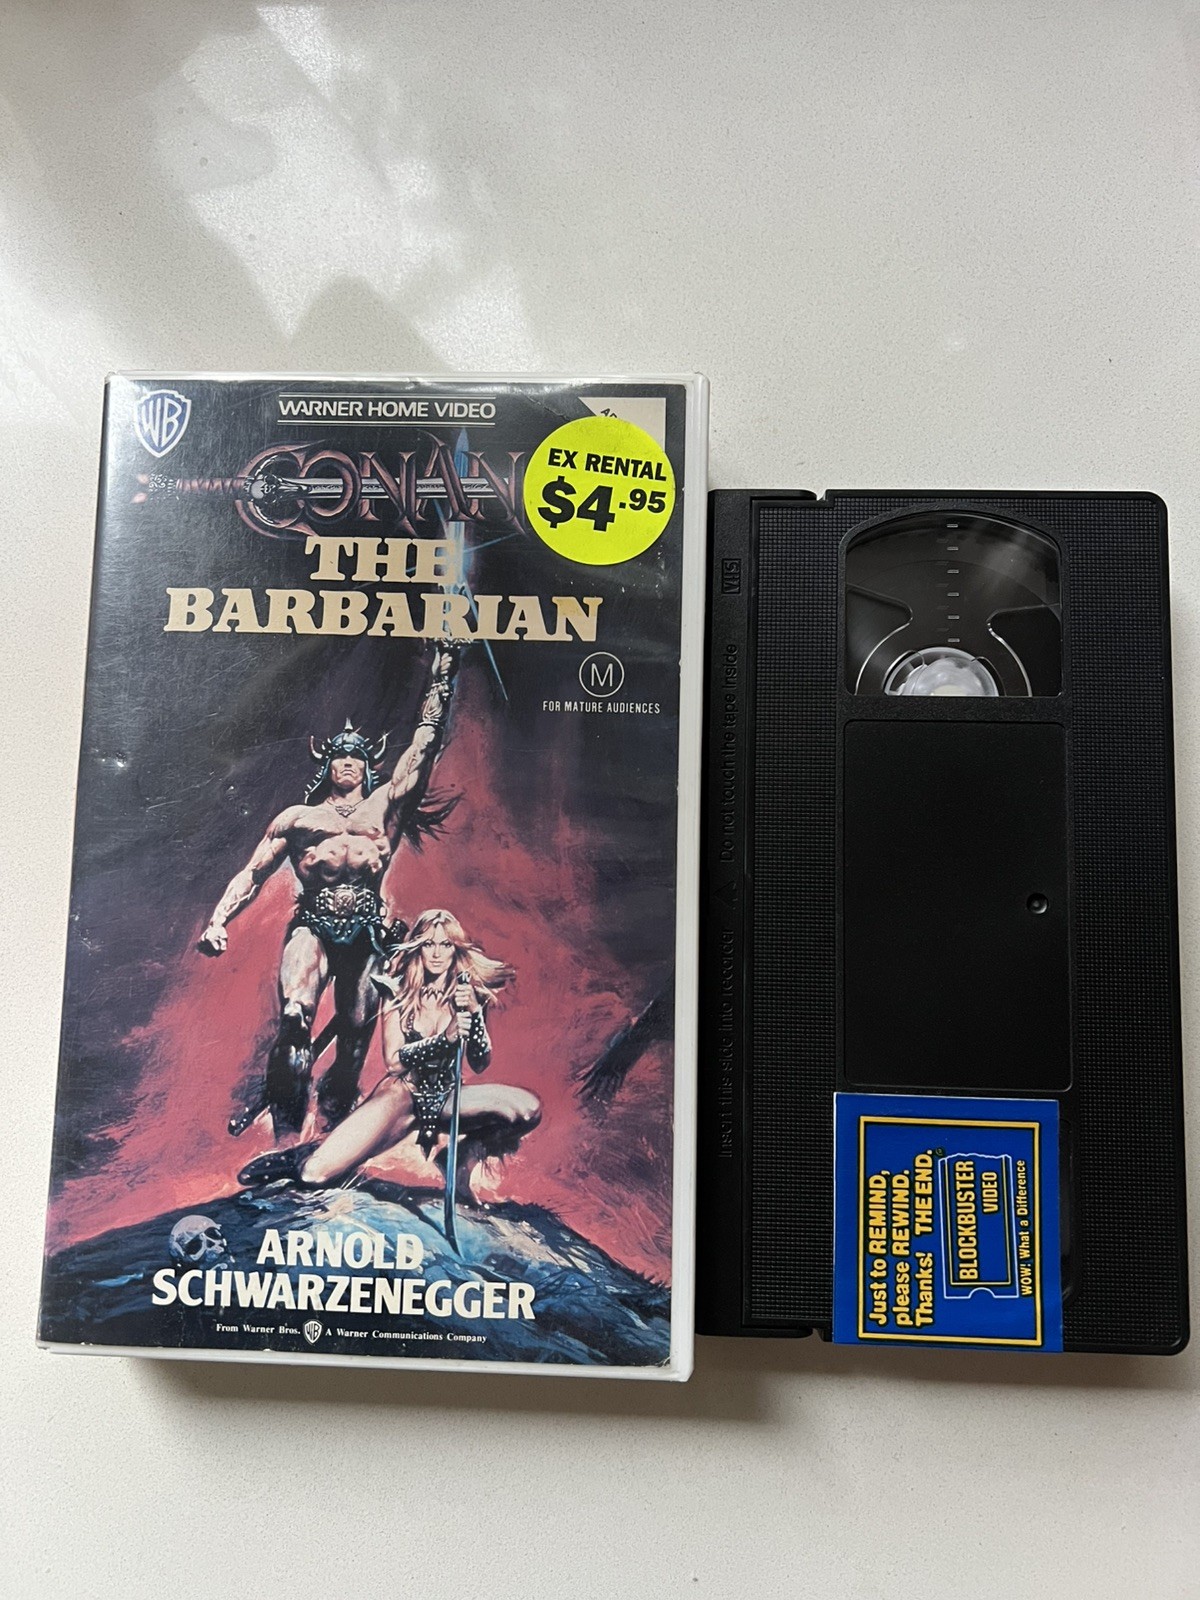 WB
WARNER HOME VIDEO
CONAN
THE
BARBARIAN
EX RENTAL
$4.95
M
FOR MATURE AUDIENCES
ARNOLD
SCHWARZENEGGER
From Warner Bros. WB A Warner Communications Company
VHS
Insert this side into recorder △ Do not touch the tape inside
Just to REMIND,
please REWIND.
Thanks! THE END.
BLOCKBUSTER
VIDEO
WOW! What a Difference